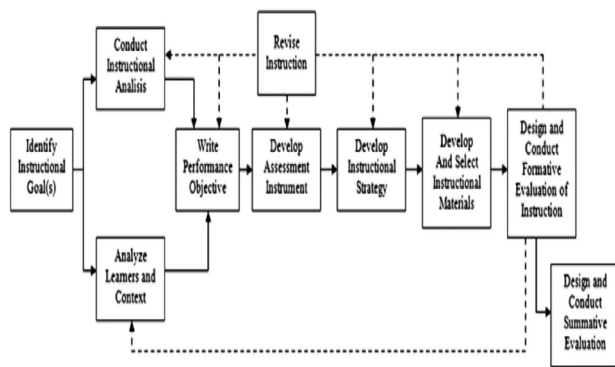 Conduct
Instructional
Analisis
Revise
Instruction
Identify
Instructional
Goal(s)
Write
Performance
Objective
Develop
Assessment
Instrument
Develop
Instructional
Strategy
Develop
And Select
Instructional
Materials
Design and
Conduct
Formative
Evaluation of
Instruction
Analyze
Learners and
Context
Design and
Conduct
Summative
Evaluation